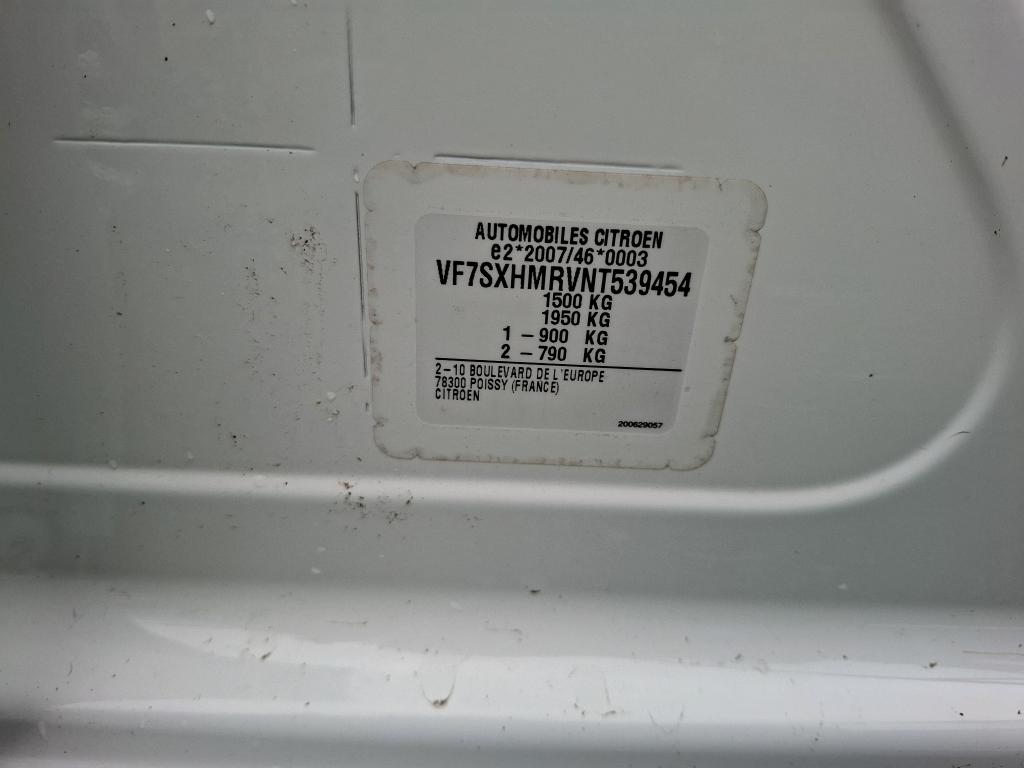 AUTOMOBILES CITROEN
e2*2007/46*0003
VF7SXHMRVNT539454
1500 KG
1950 KG
1 – 900 KG
2 – 790 KG
2–10 BOULEVARD DE L'EUROPE
78300 POISSY (FRANCE)
CITROEN
200629057